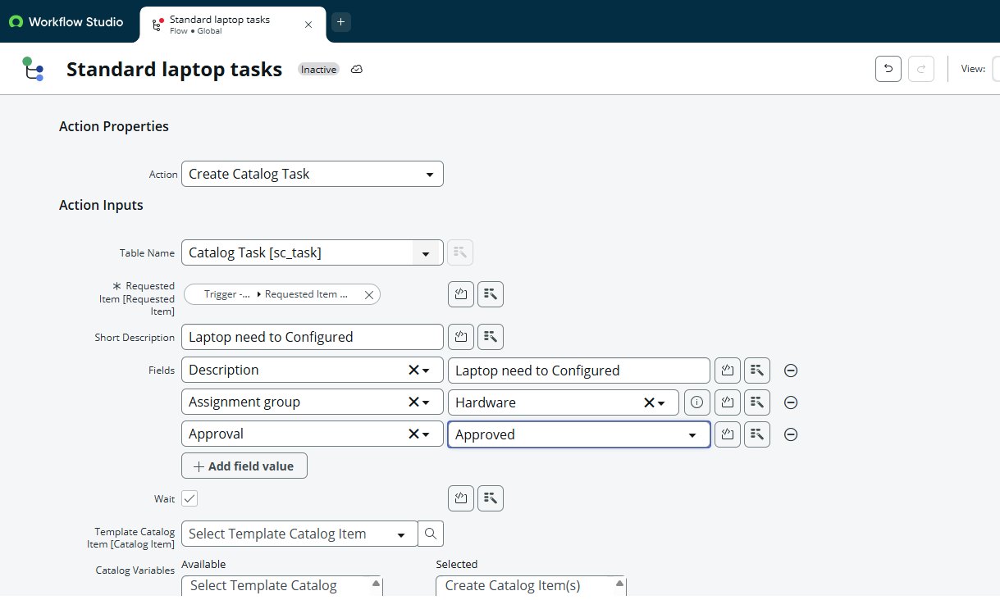 Workflow Studio
Standard laptop tasks
Flow • Global
Standard laptop tasks
Inactive
View:
Action Properties
Action
Create Catalog Task
Action Inputs
Table Name
Catalog Task [sc_task]
* Requested
Item [Requested
Item]
Trigger -... ▸ Requested Item ...
Short Description
Laptop need to Configured
Fields
Description
Laptop need to Configured
Assignment group
Hardware
Approval
Approved
+ Add field value
Wait
Template Catalog
Item [Catalog Item]
Select Template Catalog Item
Catalog Variables
Available
Selected
Select Template Catalog
Create Catalog Item(s)